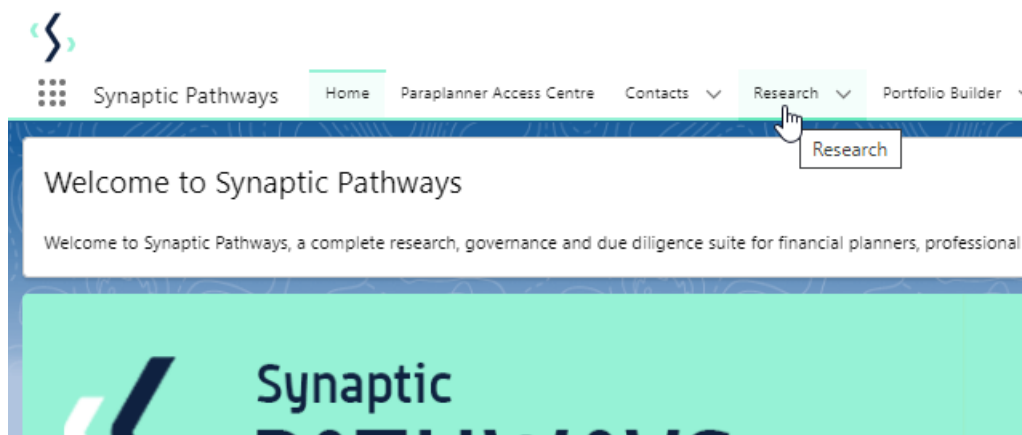 Synaptic Pathways Home Paraplanner Access Centre Contacts Research Portfolio Builder
Research
Welcome to Synaptic Pathways
Welcome to Synaptic Pathways, a complete research, governance and due diligence suite for financial planners, professional
Synaptic
PATHWAYS